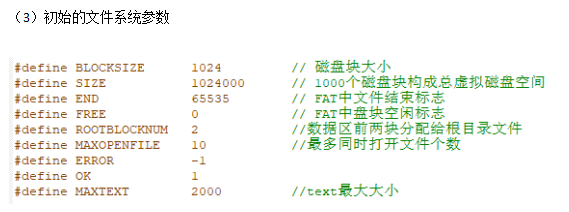 （3）初始的文件系统参数
#define BLOCKSIZE 1024 // 磁盘块大小
#define SIZE 1024000 // 1000个磁盘块构成总虚拟磁盘空间
#define END 65535 // FAT中文件结束标志
#define FREE 0 // FAT中盘块空闲标志
#define ROOTBLOCKNUM 2 //数据区前两块分配给根目录文件
#define MAXOPENFILE 10 //最多同时打开文件个数
#define ERROR -1
#define OK 1
#define MAXTEXT 2000 //text最大大小